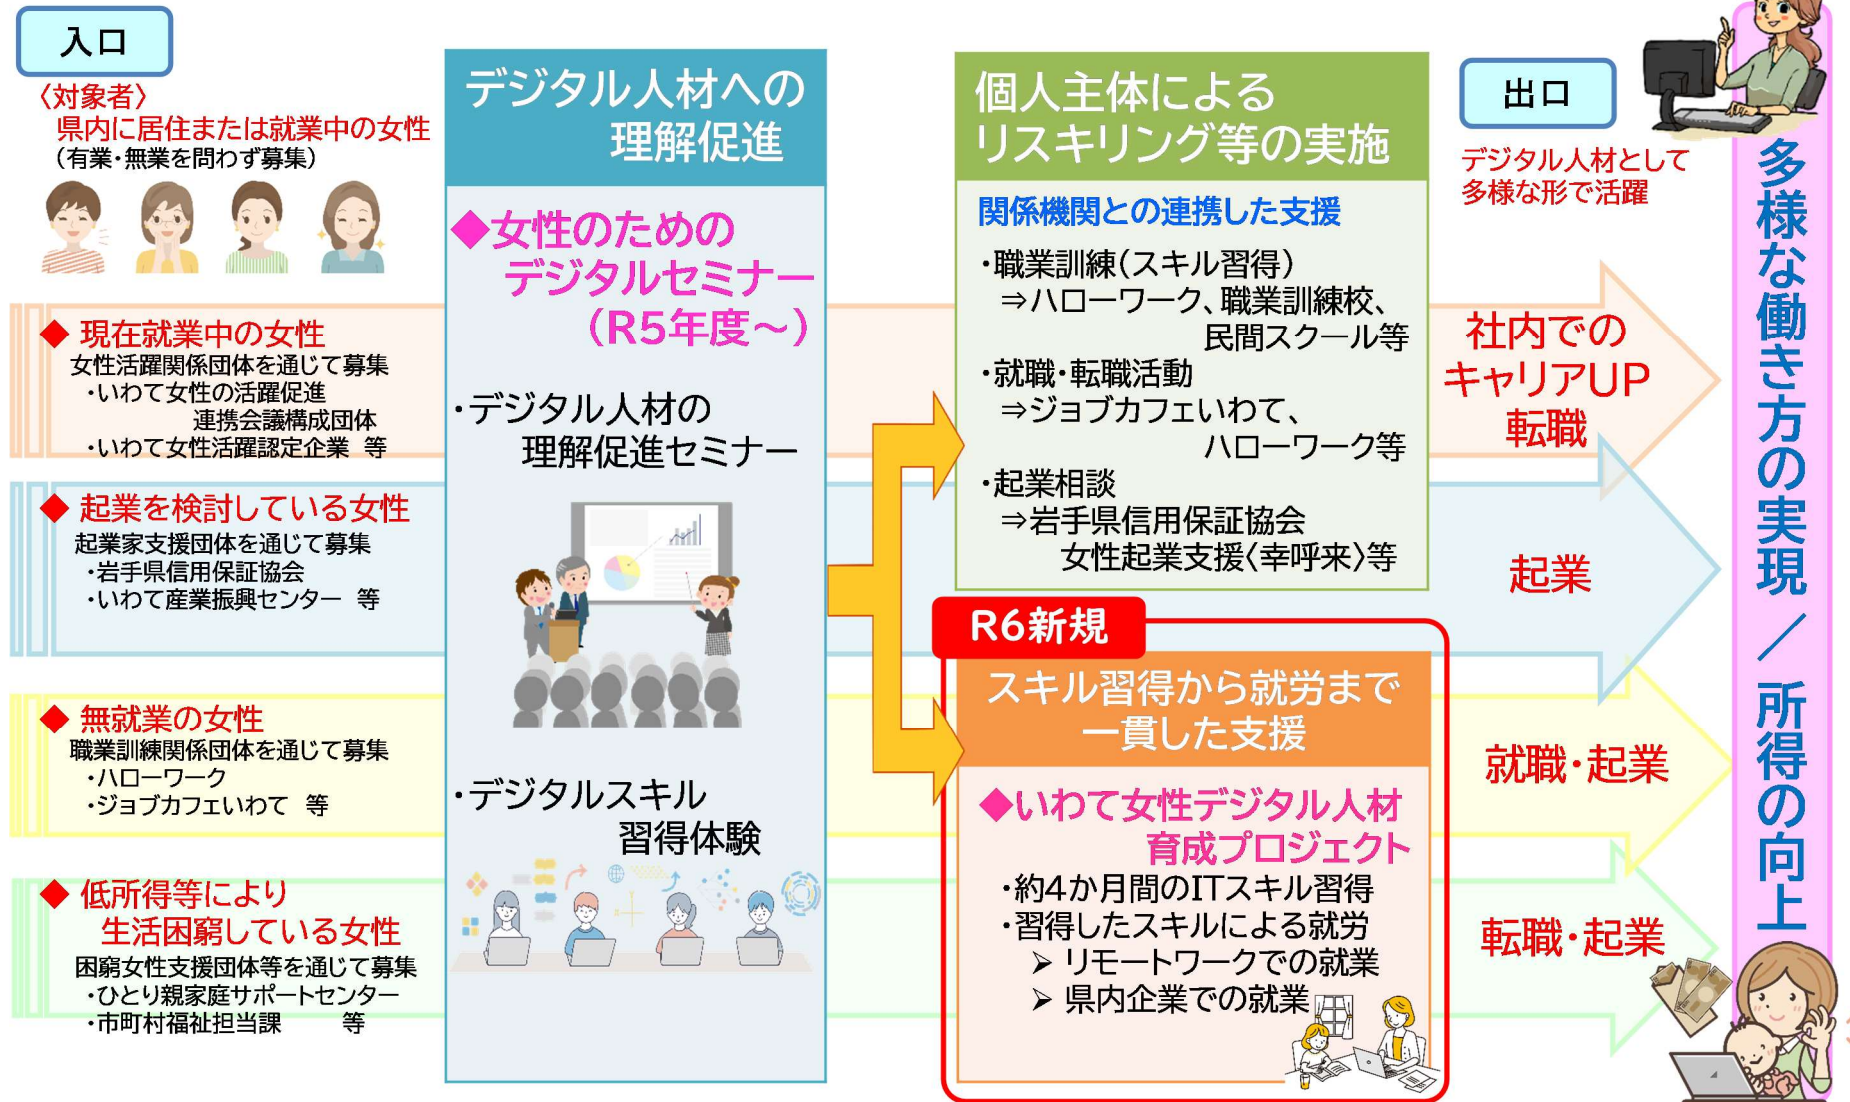 入口
〈対象者〉
県内に居住または就業中の女性
(有業・無業を問わず募集)
◆ 現在就業中の女性
女性活躍関係団体を通じて募集
・いわて女性の活躍促進
連携会議構成団体
・いわて女性活躍認定企業 等
◆ 起業を検討している女性
起業家支援団体を通じて募集
・岩手県信用保証協会
・いわて産業振興センター 等
◆ 無就業の女性
職業訓練関係団体を通じて募集
・ハローワーク
・ジョブカフェいわて 等
◆ 低所得等により
生活困窮している女性
困窮女性支援団体等を通じて募集
・ひとり親家庭サポートセンター
・市町村福祉担当課 等
デジタル人材への
理解促進
◆女性のための
デジタルセミナー
(R5年度~)
・デジタル人材の
理解促進セミナー
・デジタルスキル
習得体験
個人主体による
リスキリング等の実施
関係機関との連携した支援
・職業訓練(スキル習得)
⇒ハローワーク、職業訓練校、
民間スクール等
・就職・転職活動
⇒ジョブカフェいわて、
ハローワーク等
・起業相談
⇒岩手県信用保証協会
女性起業支援〈幸呼来〉等
R6新規
スキル習得から就労まで
一貫した支援
◆いわて女性デジタル人材
育成プロジェクト
・約4か月間のITスキル習得
・習得したスキルによる就労
➢ リモートワークでの就業
➢ 県内企業での就業
出口
デジタル人材として
多様な形で活躍
社内での
キャリアUP
転職
起業
就職・起業
転職・起業
多様な働き方の実現 / 所得の向上